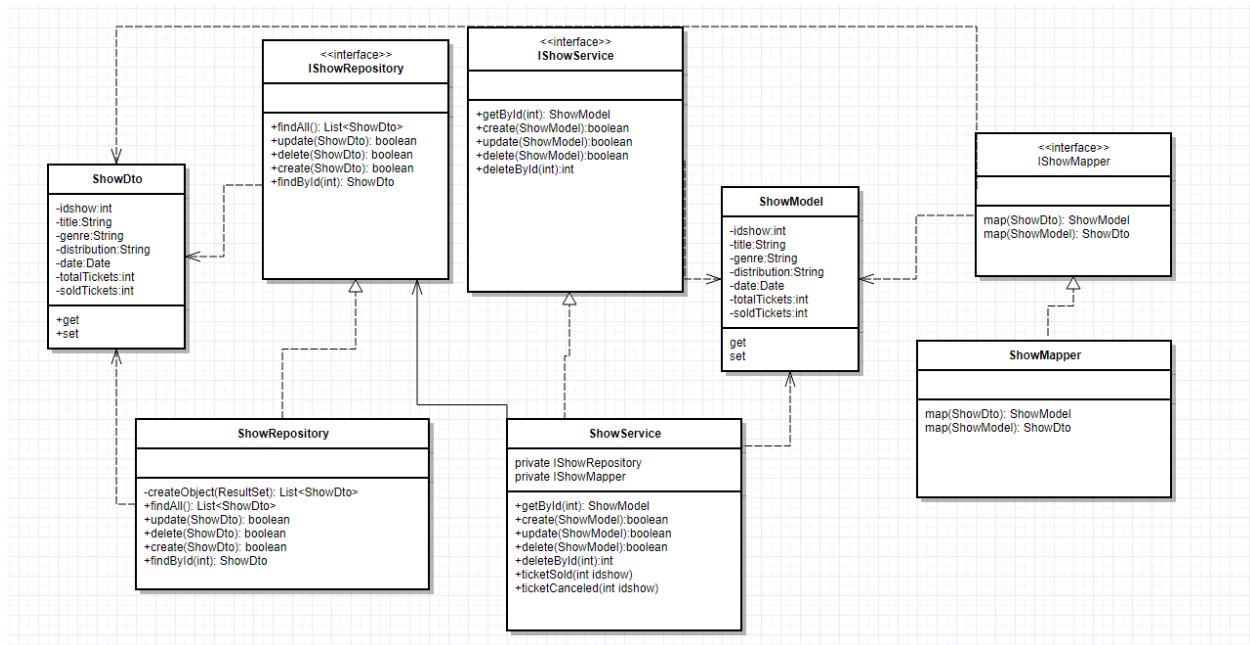 <<interface>>
IShowRepository
+findAll(): List<ShowDto>
+update(ShowDto): boolean
+delete(ShowDto): boolean
+create(ShowDto): boolean
+findById(int): ShowDto
<<interface>>
IShowService
+getById(int): ShowModel
+create(ShowModel):boolean
+update(ShowModel):boolean
+delete(ShowModel):boolean
+deleteById(int):int
<<interface>>
IShowMapper
map(ShowDto): ShowModel
map(ShowModel): ShowDto
ShowDto
-idshow:int
-title:String
-genre:String
-distribution:String
-date:Date
-totalTickets:int
-soldTickets:int
+get
+set
ShowModel
-idshow:int
-title:String
-genre:String
-distribution:String
-date:Date
-totalTickets:int
-soldTickets:int
get
set
ShowMapper
map(ShowDto): ShowModel
map(ShowModel): ShowDto
ShowRepository
-createObject(ResultSet): List<ShowDto>
+findAll(): List<ShowDto>
+update(ShowDto): boolean
+delete(ShowDto): boolean
+create(ShowDto): boolean
+findById(int): ShowDto
ShowService
private IShowRepository
private IShowMapper
+getById(int): ShowModel
+create(ShowModel):boolean
+update(ShowModel):boolean
+delete(ShowModel):boolean
+deleteById(int):int
+ticketSold(int idshow)
+ticketCanceled(int idshow)